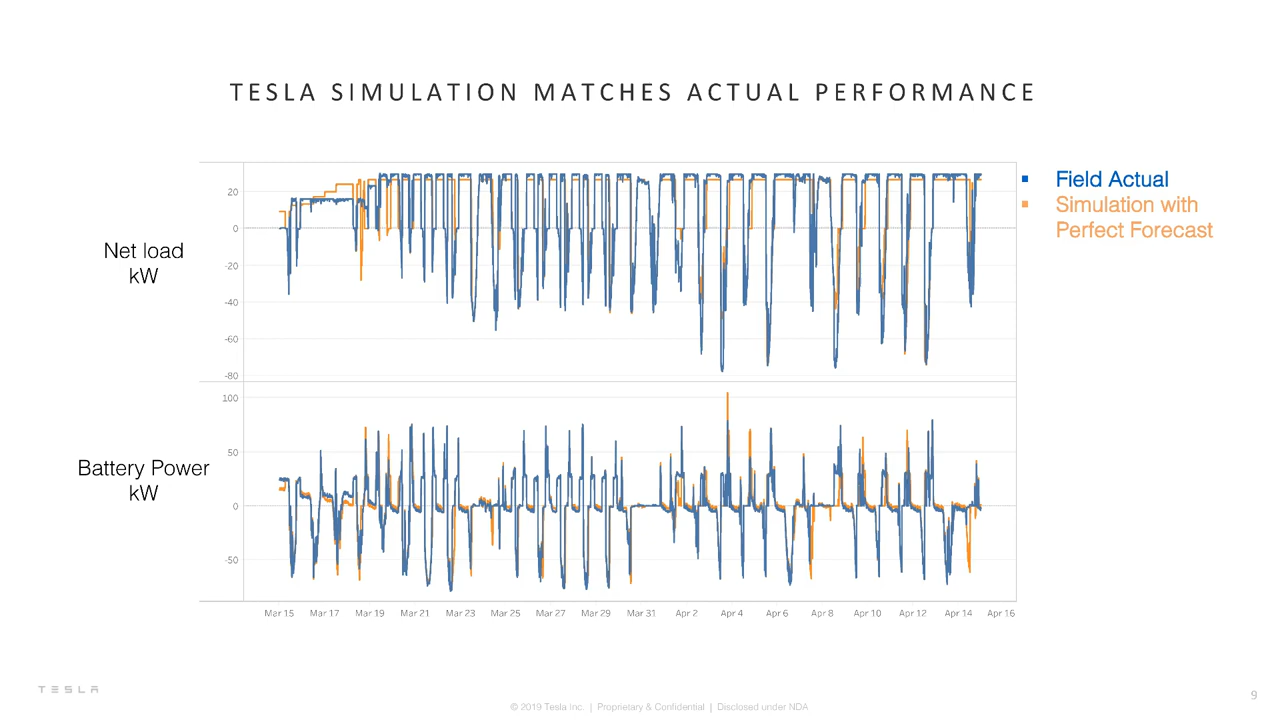 TESLA SIMULATION MATCHES ACTUAL PERFORMANCE
Net load
kW
20
0
-20
-40
-60
-80
Battery Power
kW
100
50
0
-50
Mar 15 Mar 17 Mar 19 Mar 21 Mar 23 Mar 25 Mar 27 Mar 29 Mar 31 Apr 2 Apr 4 Apr 6 Apr 8 Apr 10 Apr 12 Apr 14 Apr 16
Field Actual
Simulation with
Perfect Forecast
TESLA
© 2019 Tesla Inc. | Proprietary & Confidential | Disclosed under NDA
9